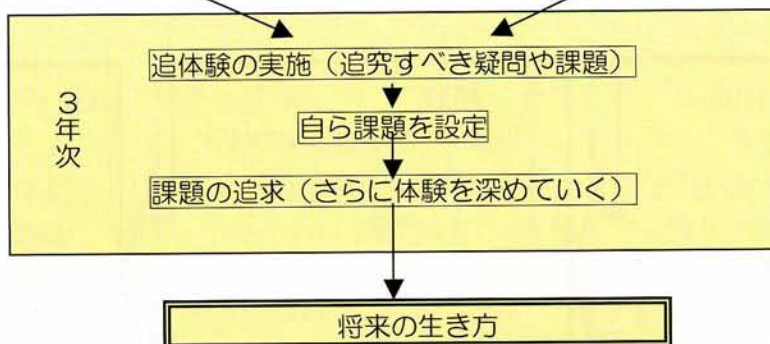 3年次
追体験の実施（追究すべき疑問や課題）
自ら課題を設定
課題の追求（さらに体験を深めていく）
将来の生き方